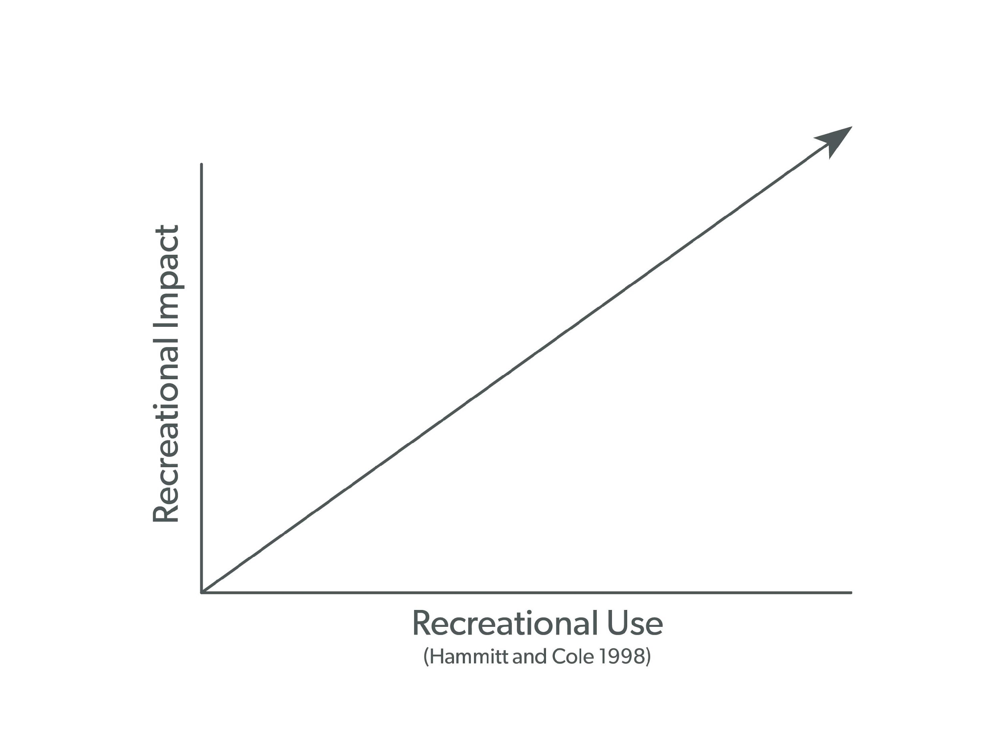 Recreational Impact
Recreational Use
(Hammitt and Cole 1998)